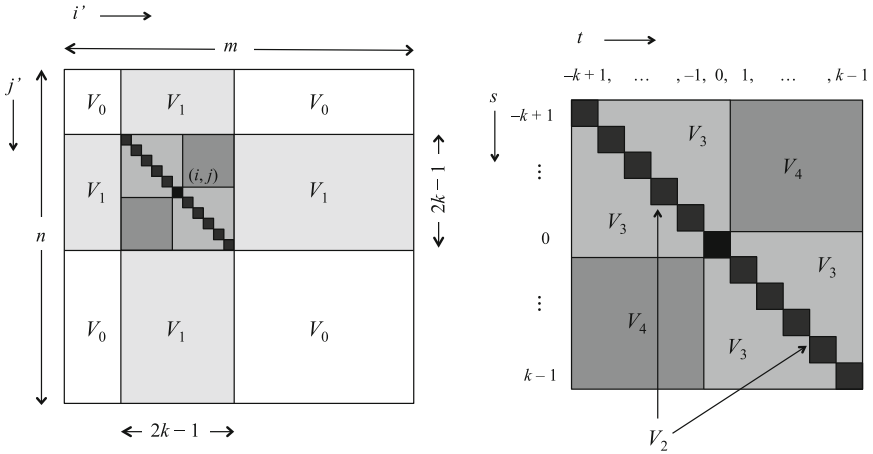 i’
m
j’
V0 V1 V0
V1 (i, j) V1
2k – 1
n
V0 V1 V0
2k – 1
t
–k + 1, ... , –1, 0, 1, ... , k – 1
s
–k + 1
⋮
0
⋮
k – 1
V3
V4
V3
V3
V4
V3
V2